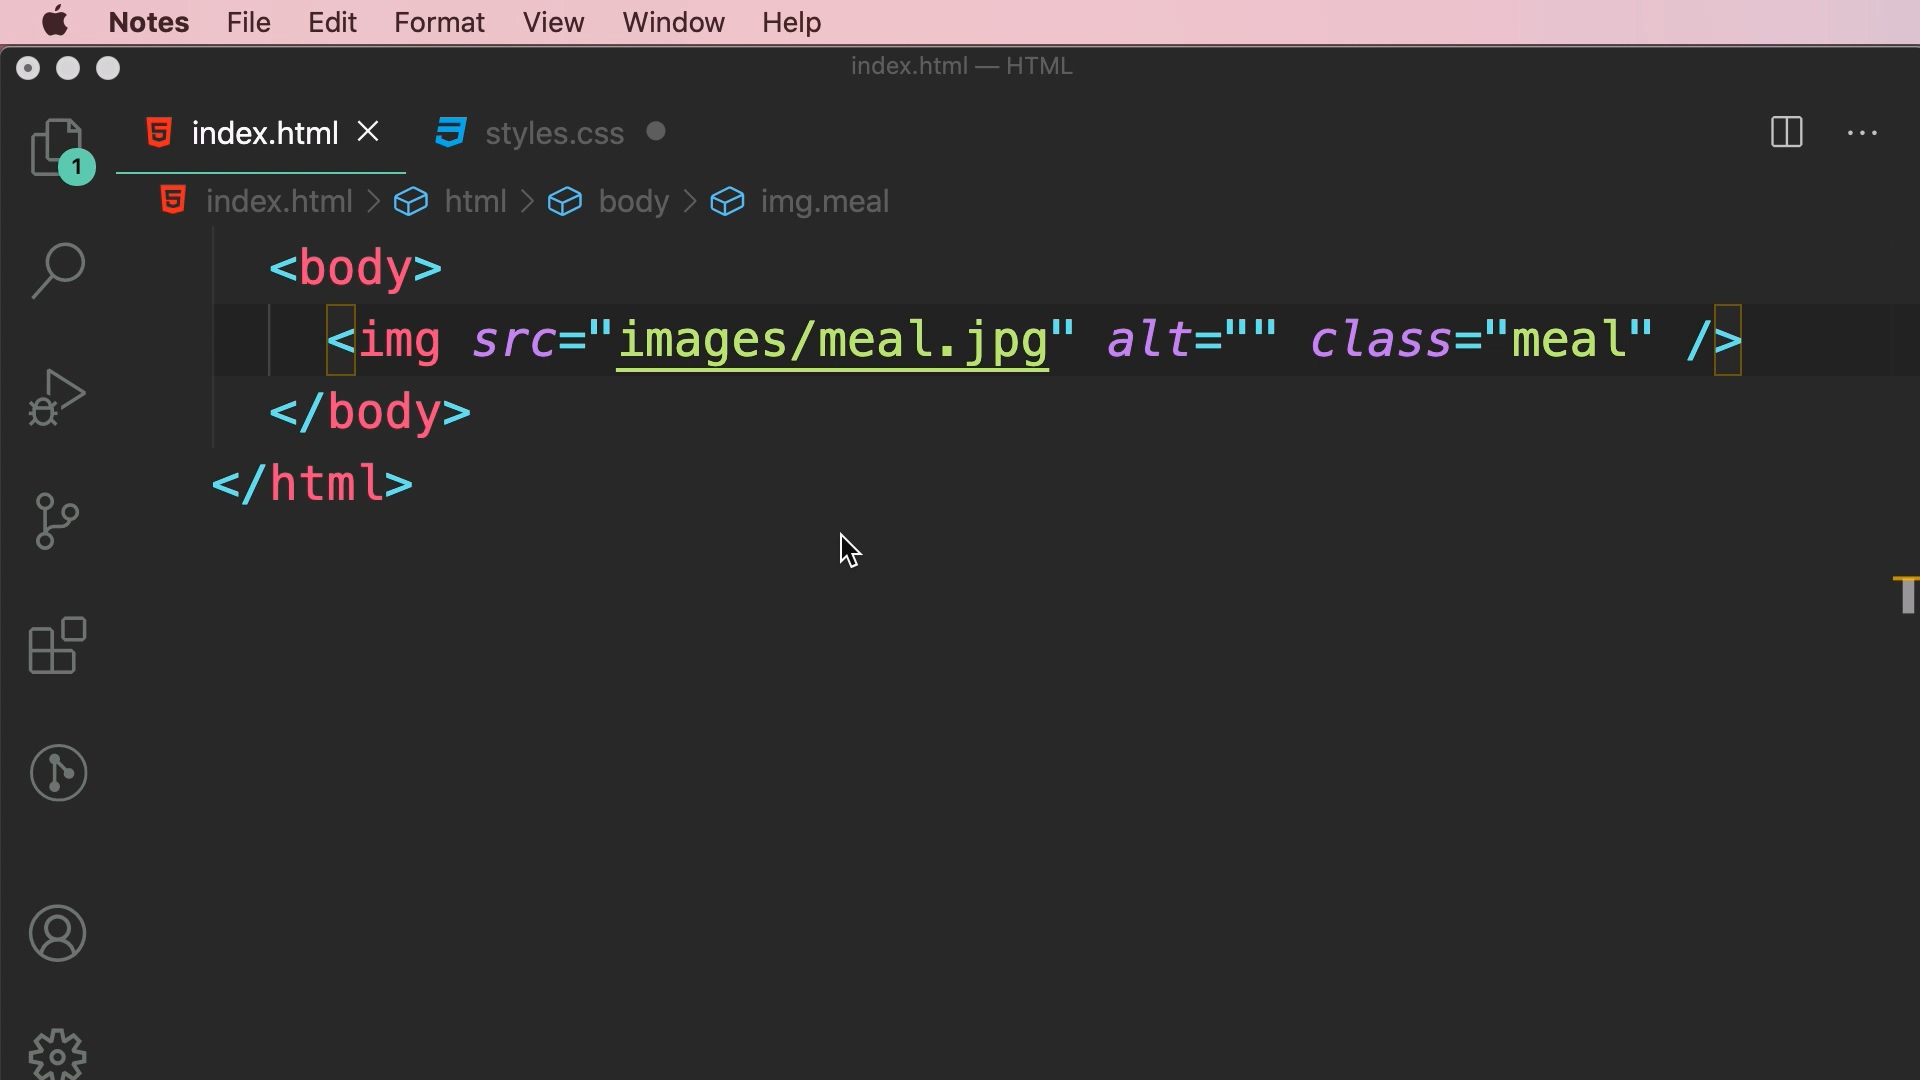 Notes File Edit Format View Window Help
index.html — HTML
index.html styles.css
1
index.html > html > body > img.meal
<body>
<img src="images/meal.jpg" alt="" class="meal" />
</body>
</html>